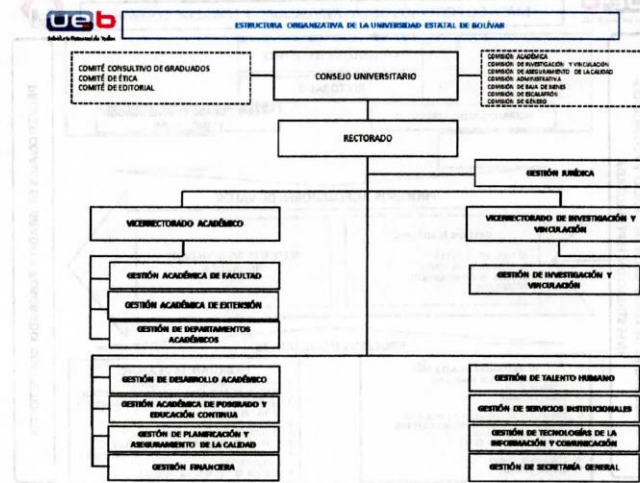 ueb
ESTRUCTURA ORGANIZATIVA DE LA UNIVERSIDAD ESTATAL DE BOLÍVAR
COMITÉ CONSULTIVO DE GRADUADOS
COMITÉ DE ÉTICA
COMITÉ DE EDITORIAL
CONSEJO UNIVERSITARIO
COMISIÓN ACADÉMICA
COMISIÓN DE INVESTIGACIÓN Y VINCULACIÓN
COMISIÓN DE ASEGURAMIENTO DE LA CALIDAD
COMISIÓN ADMINISTRATIVA
COMISIÓN DE BAJA DE BIENES
COMISIÓN DE ESCALAFÓN
COMISIÓN DE GÉNERO
RECTORADO
GESTIÓN JURÍDICA
VICERRECTORADO ACADÉMICO
VICERRECTORADO DE INVESTIGACIÓN Y
VINCULACIÓN
GESTIÓN ACADÉMICA DE FACULTAD
GESTIÓN ACADÉMICA DE EXTENSIÓN
GESTIÓN DE DEPARTAMENTOS
ACADÉMICOS
GESTIÓN DE INVESTIGACIÓN Y
VINCULACIÓN
GESTIÓN DE DESARROLLO ACADÉMICO
GESTIÓN ACADÉMICA DE POSGRADO Y
EDUCACIÓN CONTINUA
GESTÓN DE PLANIFICACIÓN Y
ASEGURAMIENTO DE LA CALIDAD
GESTIÓN FINANCIERA
GESTIÓN DE TALENTO HUMANO
GESTIÓN DE SERVICIOS INSTITUCIONALES
GESTIÓN DE TECNOLOGÍAS DE LA
INFORMACIÓN Y COMUNICACIÓN
GESTIÓN DE SECRETARÍA GENERAL